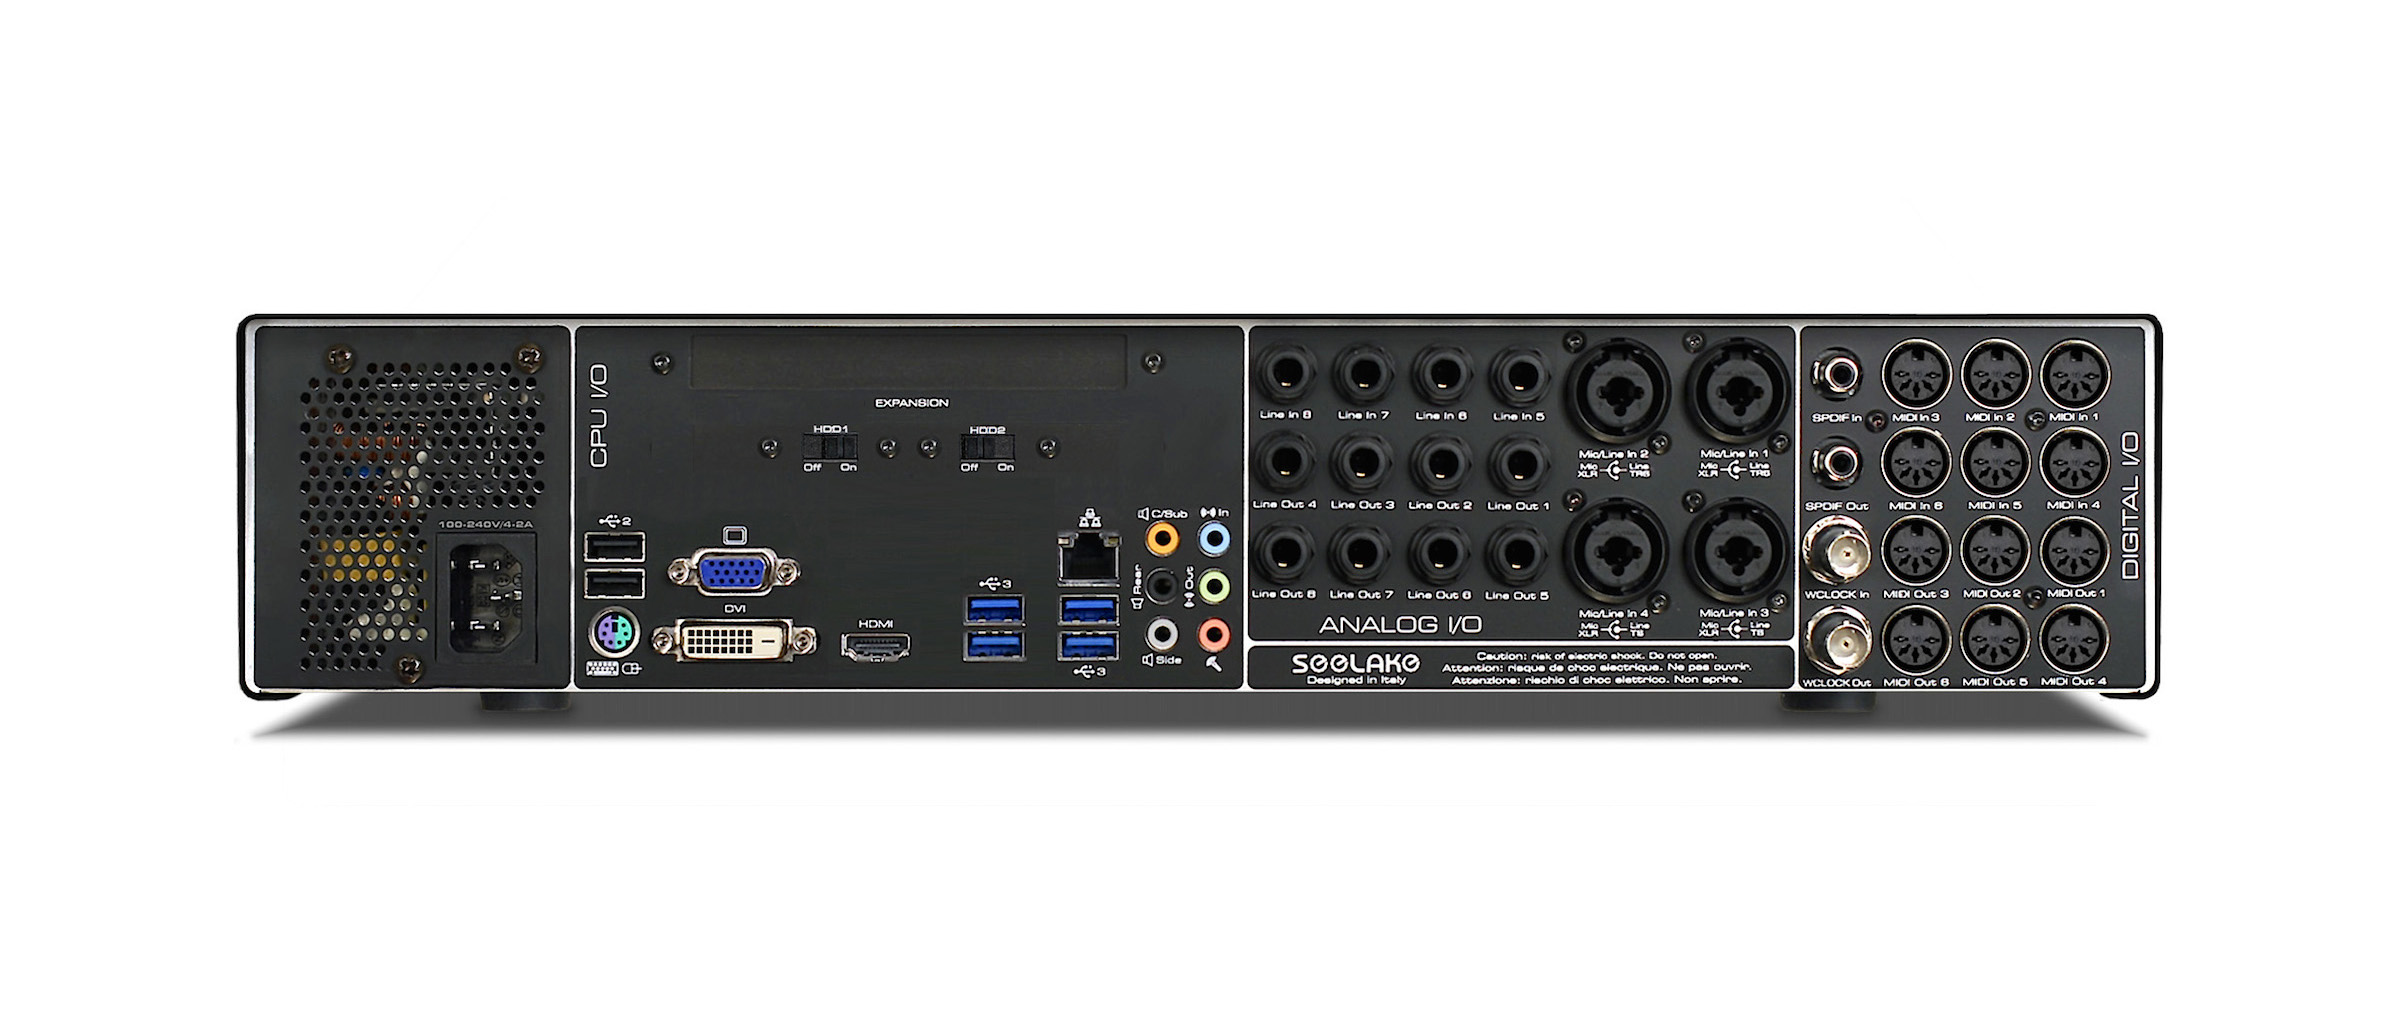 100-240V/4-2A
CPU I/O
EXPANSION
HDD1
Off On
HDD2
Off On
2
DVI
HDMI
3
3
C/Sub
In
Rear
Out
Side
Line In 8
Line In 7
Line In 6
Line In 5
Line Out 4
Line Out 3
Line Out 2
Line Out 1
Line Out 8
Line Out 7
Line Out 6
Line Out 5
Mic/Line In 2
Mic XLR
Line TRS
Mic/Line In 1
Mic XLR
Line TRS
Mic/Line In 4
Mic XLR
Line TS
Mic/Line In 3
Mic XLR
Line TS
ANALOG I/O
SEELAKE
Designed in Italy
Caution: risk of electric shock. Do not open.
Attention: risque de choc electrique. Ne pas ouvrir.
Attenzione: rischio di choc elettrico. Non aprire.
SPDIF In
MIDI In 3
MIDI In 2
MIDI In 1
SPDIF Out
MIDI In 6
MIDI In 5
MIDI In 4
WCLOCK In
MIDI Out 3
MIDI Out 2
MIDI Out 1
WCLOCK Out
MIDI Out 6
MIDI Out 5
MIDI Out 4
DIGITAL I/O